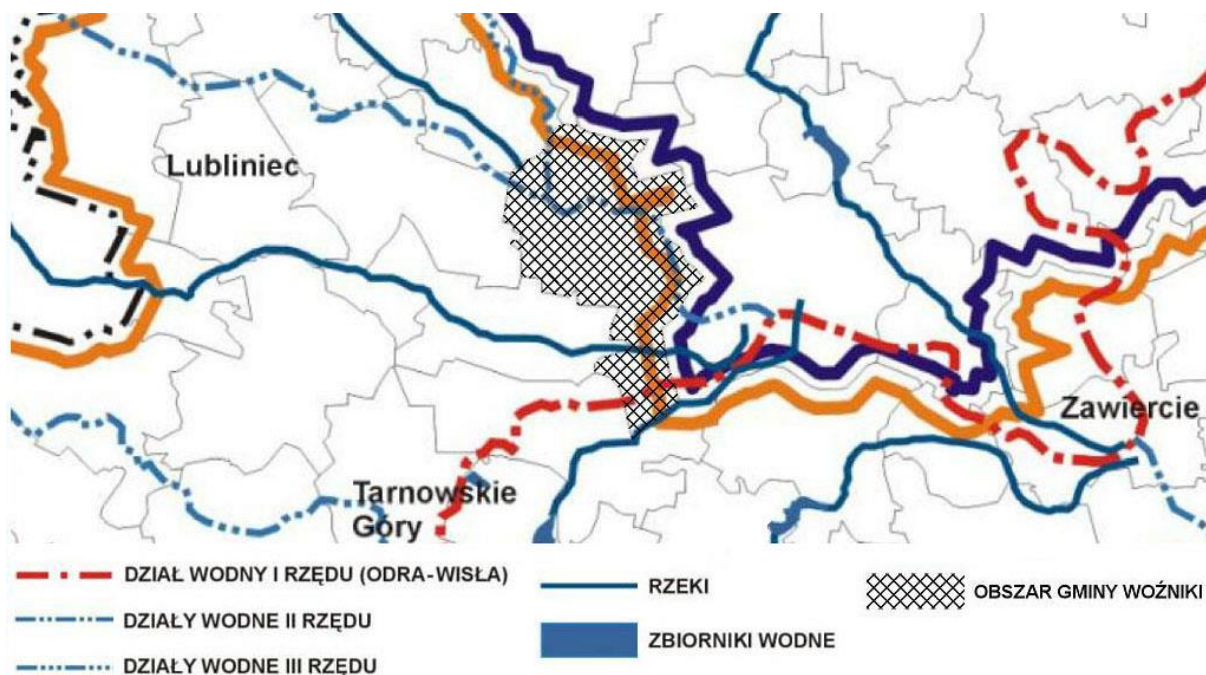 Lubliniec
Zawiercie
Tarnowskie
Góry
DZIAŁ WODNY I RZĘDU (ODRA-WISŁA)
DZIAŁY WODNE II RZĘDU
DZIAŁY WODNE III RZĘDU
RZEKI
ZBIORNIKI WODNE
OBSZAR GMINY WOŹNIKI